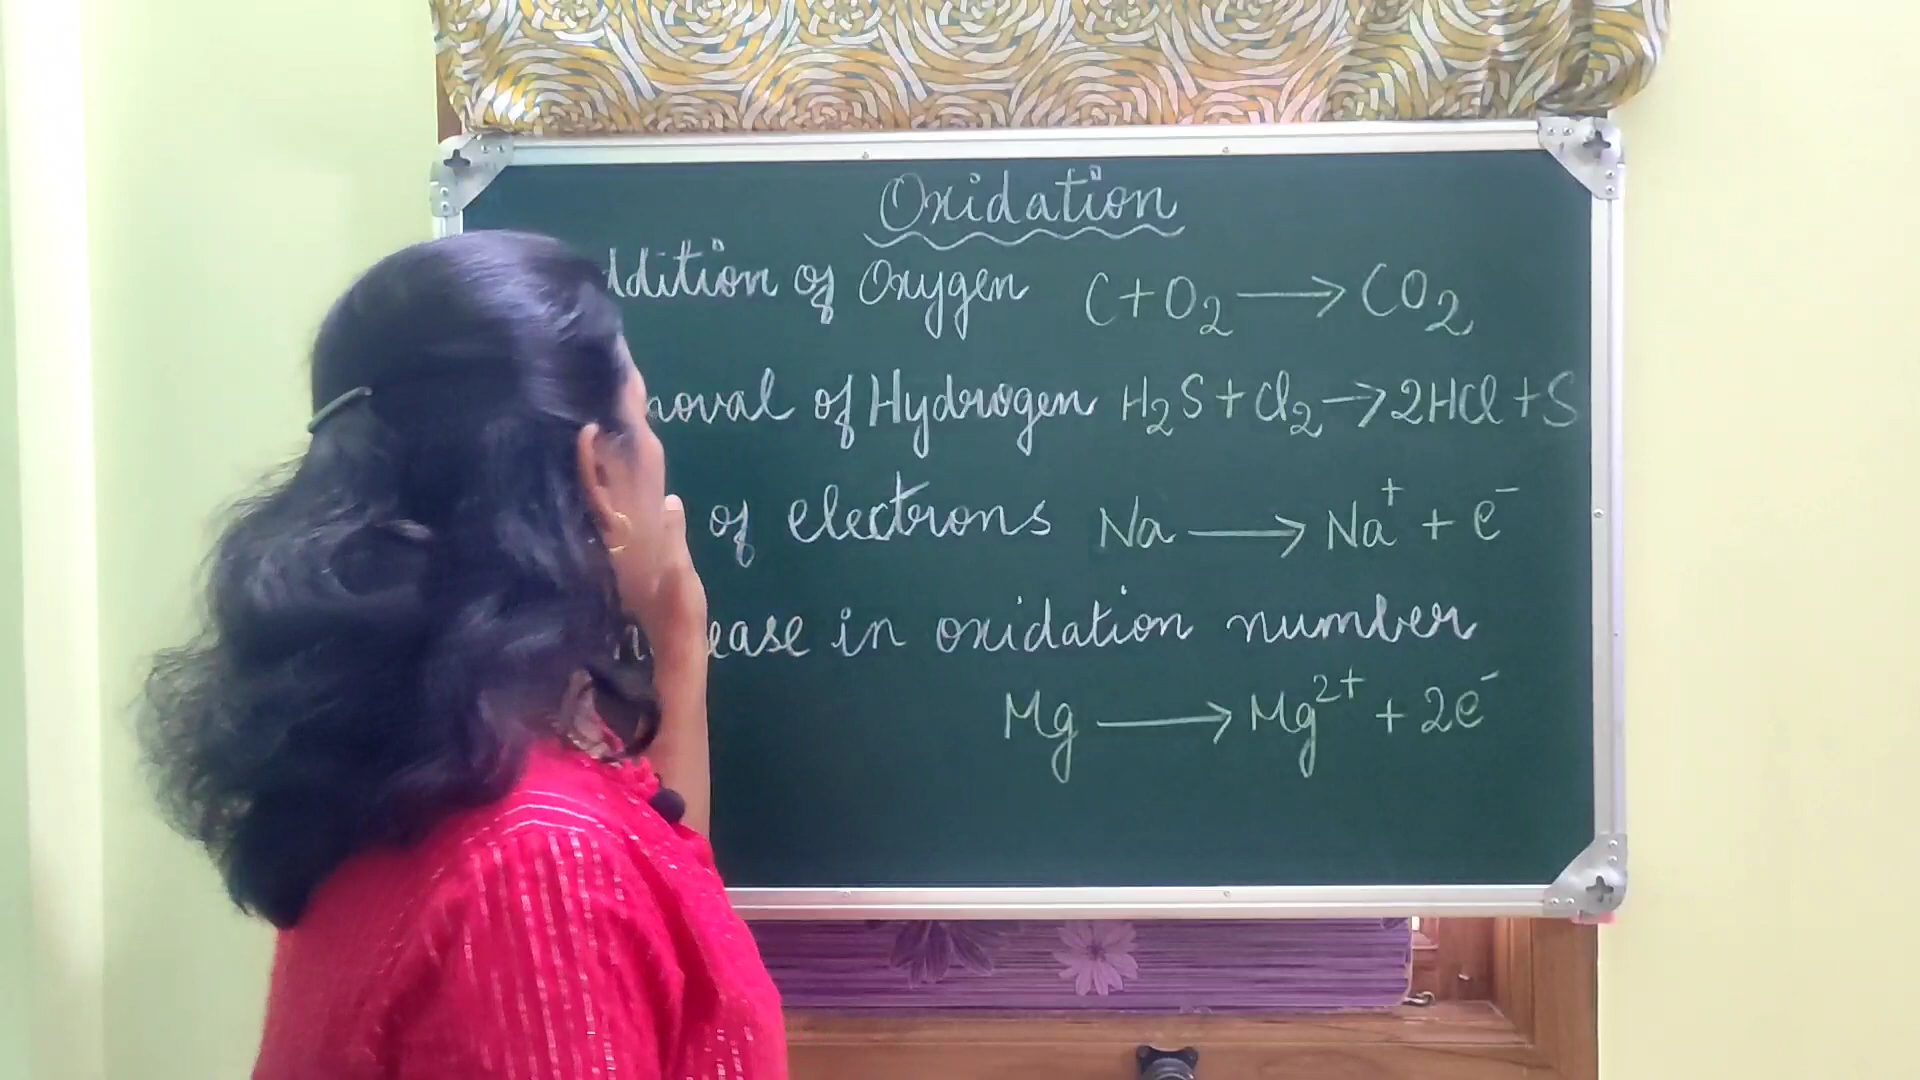 Oxidation
ddition of Oxygen C + O₂ ⟶ CO₂
moval of Hydrogen H₂S + Cl₂ → 2HCl + S
of electrons Na ⟶ Na⁺ + e⁻
ease in oxidation number
Mg ⟶ Mg²⁺ + 2e⁻